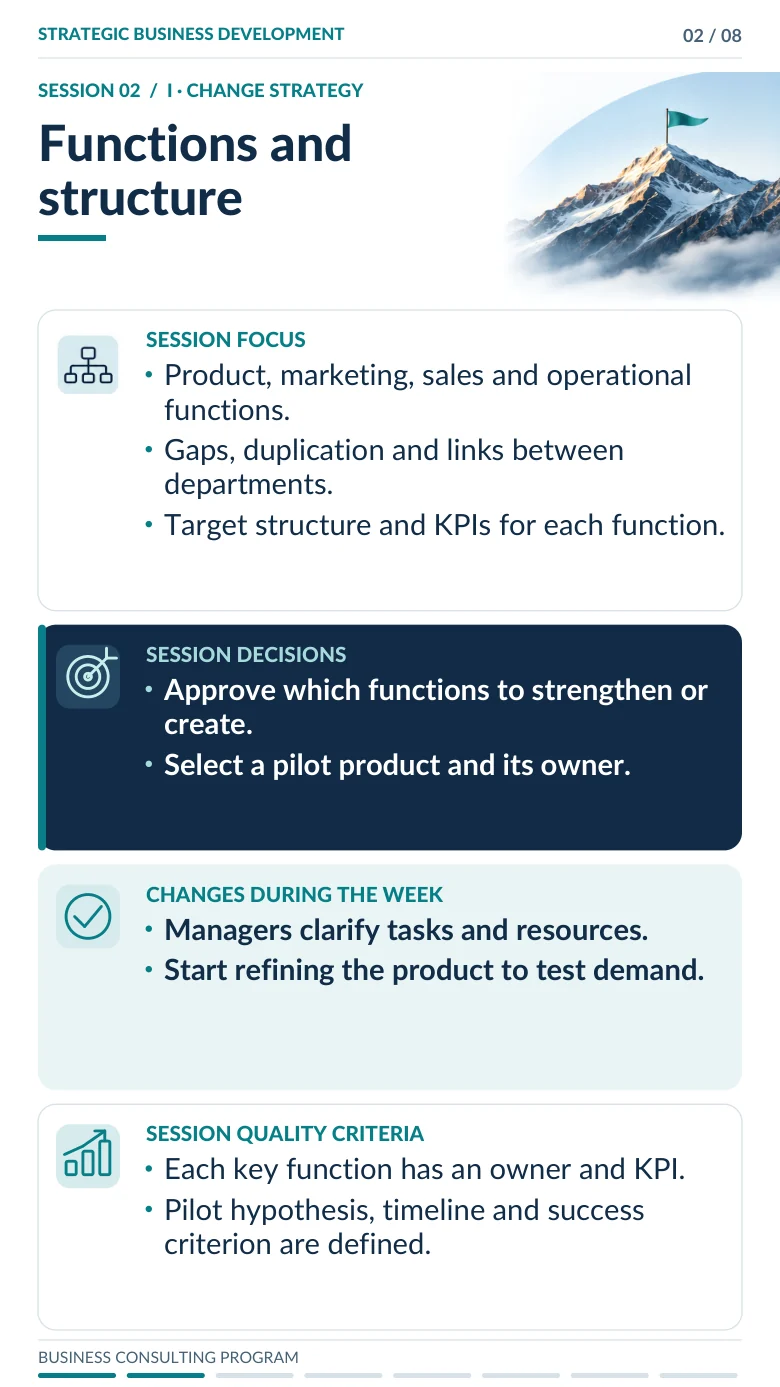 STRATEGIC BUSINESS DEVELOPMENT
02 / 08
SESSION 02 / I · CHANGE STRATEGY
Functions and
structure
SESSION FOCUS
• Product, marketing, sales and operational
functions.
• Gaps, duplication and links between
departments.
• Target structure and KPIs for each function.
SESSION DECISIONS
• Approve which functions to strengthen or
create.
• Select a pilot product and its owner.
CHANGES DURING THE WEEK
• Managers clarify tasks and resources.
• Start refining the product to test demand.
SESSION QUALITY CRITERIA
• Each key function has an owner and KPI.
• Pilot hypothesis, timeline and success
criterion are defined.
BUSINESS CONSULTING PROGRAM